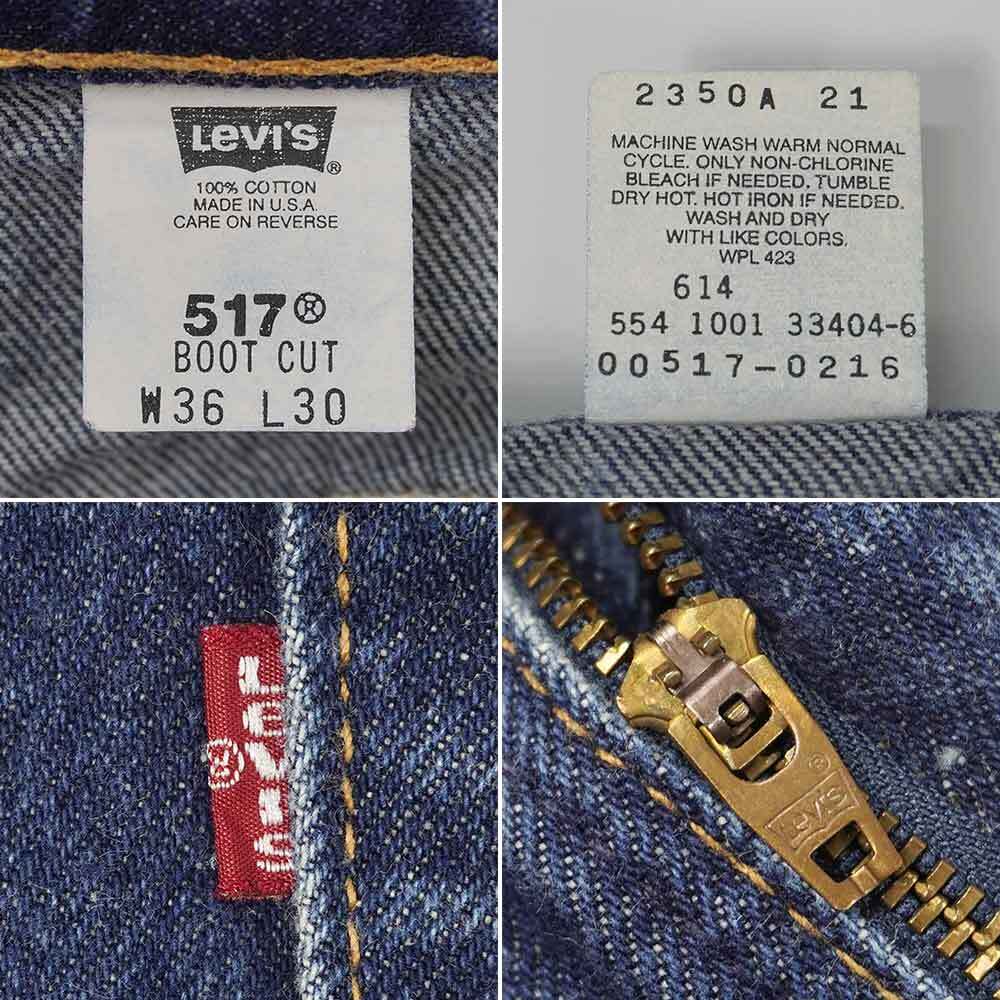 Levi's
®
100% COTTON
MADE IN U.S.A.
CARE ON REVERSE
517®
BOOT CUT
W36 L30
2350A 21
MACHINE WASH WARM NORMAL
CYCLE. ONLY NON-CHLORINE
BLEACH IF NEEDED. TUMBLE
DRY HOT. HOT IRON IF NEEDED.
WASH AND DRY
WITH LIKE COLORS.
WPL 423
614
554 1001 33404-6
00517-0216
LEVI'S
®
Levi's
®